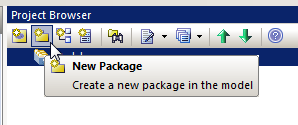 Project Browser
New Package
Create a new package in the model